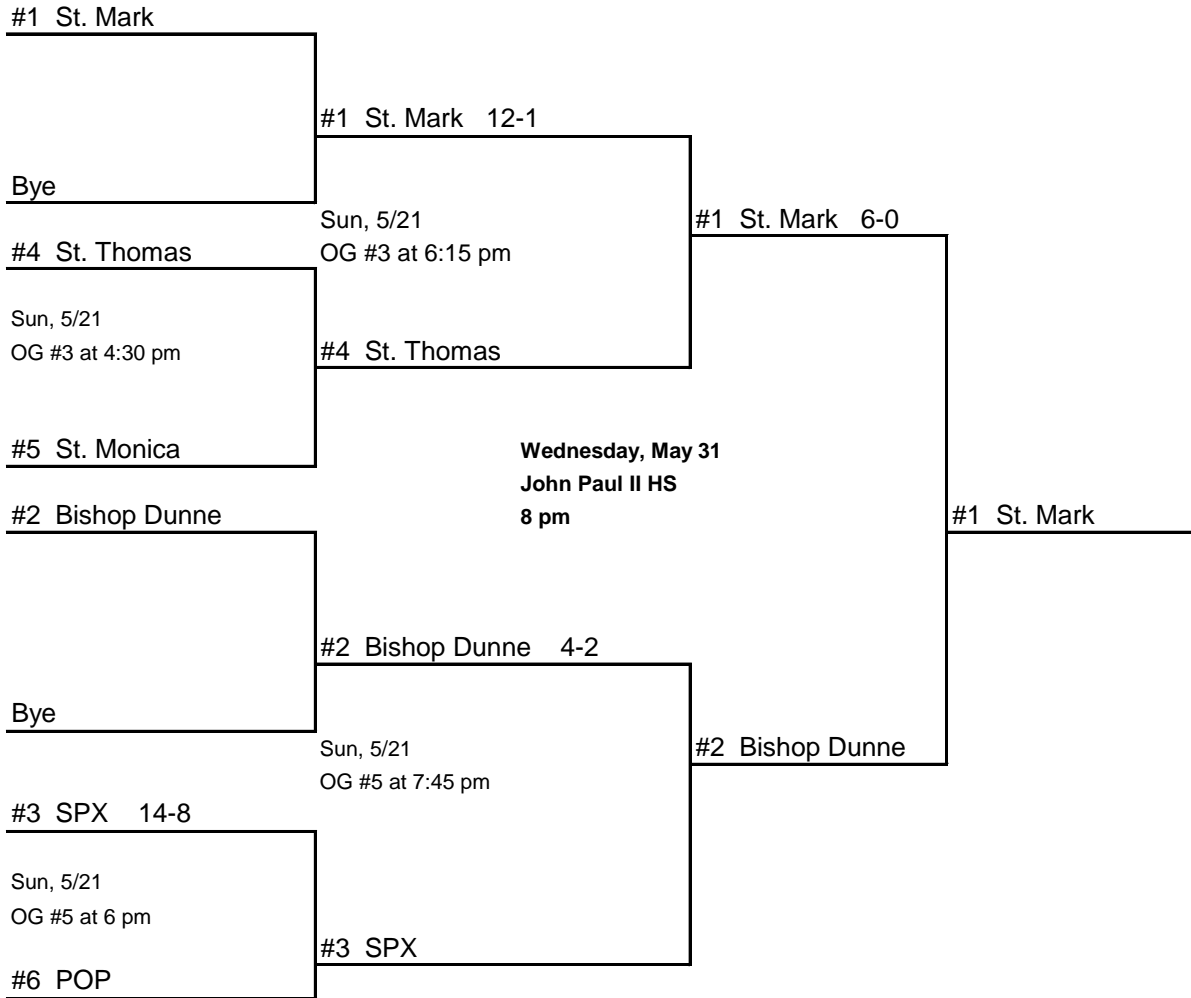 #1 St. Mark
#1 St. Mark 12-1
Bye
Sun, 5/21
OG #3 at 6:15 pm
#1 St. Mark 6-0
#4 St. Thomas
Sun, 5/21
OG #3 at 4:30 pm
#4 St. Thomas
#5 St. Monica
Wednesday, May 31
John Paul II HS
8 pm
#2 Bishop Dunne
#1 St. Mark
#2 Bishop Dunne 4-2
Bye
Sun, 5/21
OG #5 at 7:45 pm
#2 Bishop Dunne
#3 SPX 14-8
Sun, 5/21
OG #5 at 6 pm
#3 SPX
#6 POP